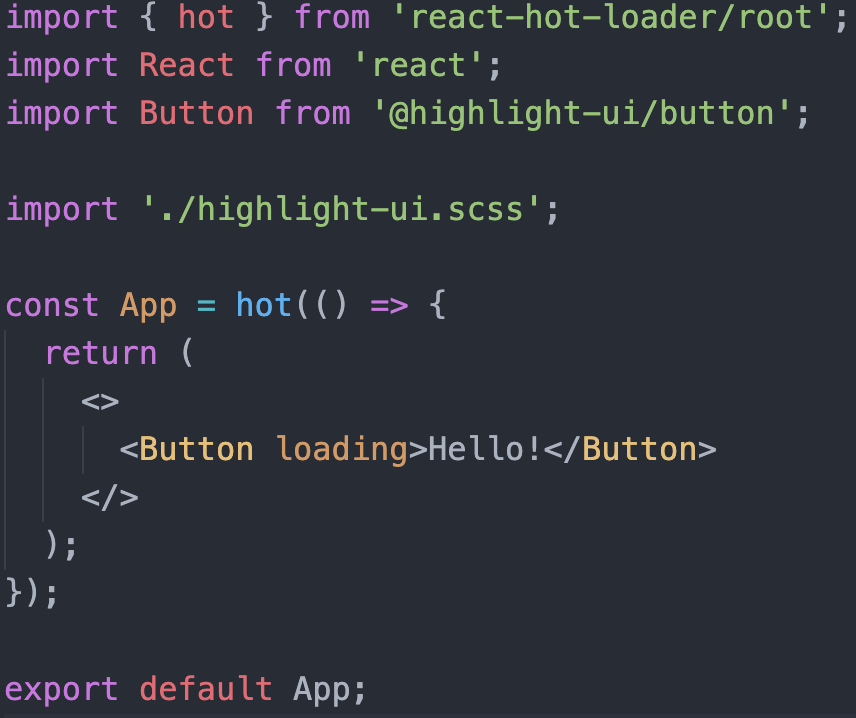 import { hot } from 'react-hot-loader/root';
import React from 'react';
import Button from '@highlight-ui/button';

import './highlight-ui.scss';

const App = hot(() => {
  return (
    <>
      <Button loading>Hello!</Button>
    </>
  );
});

export default App;